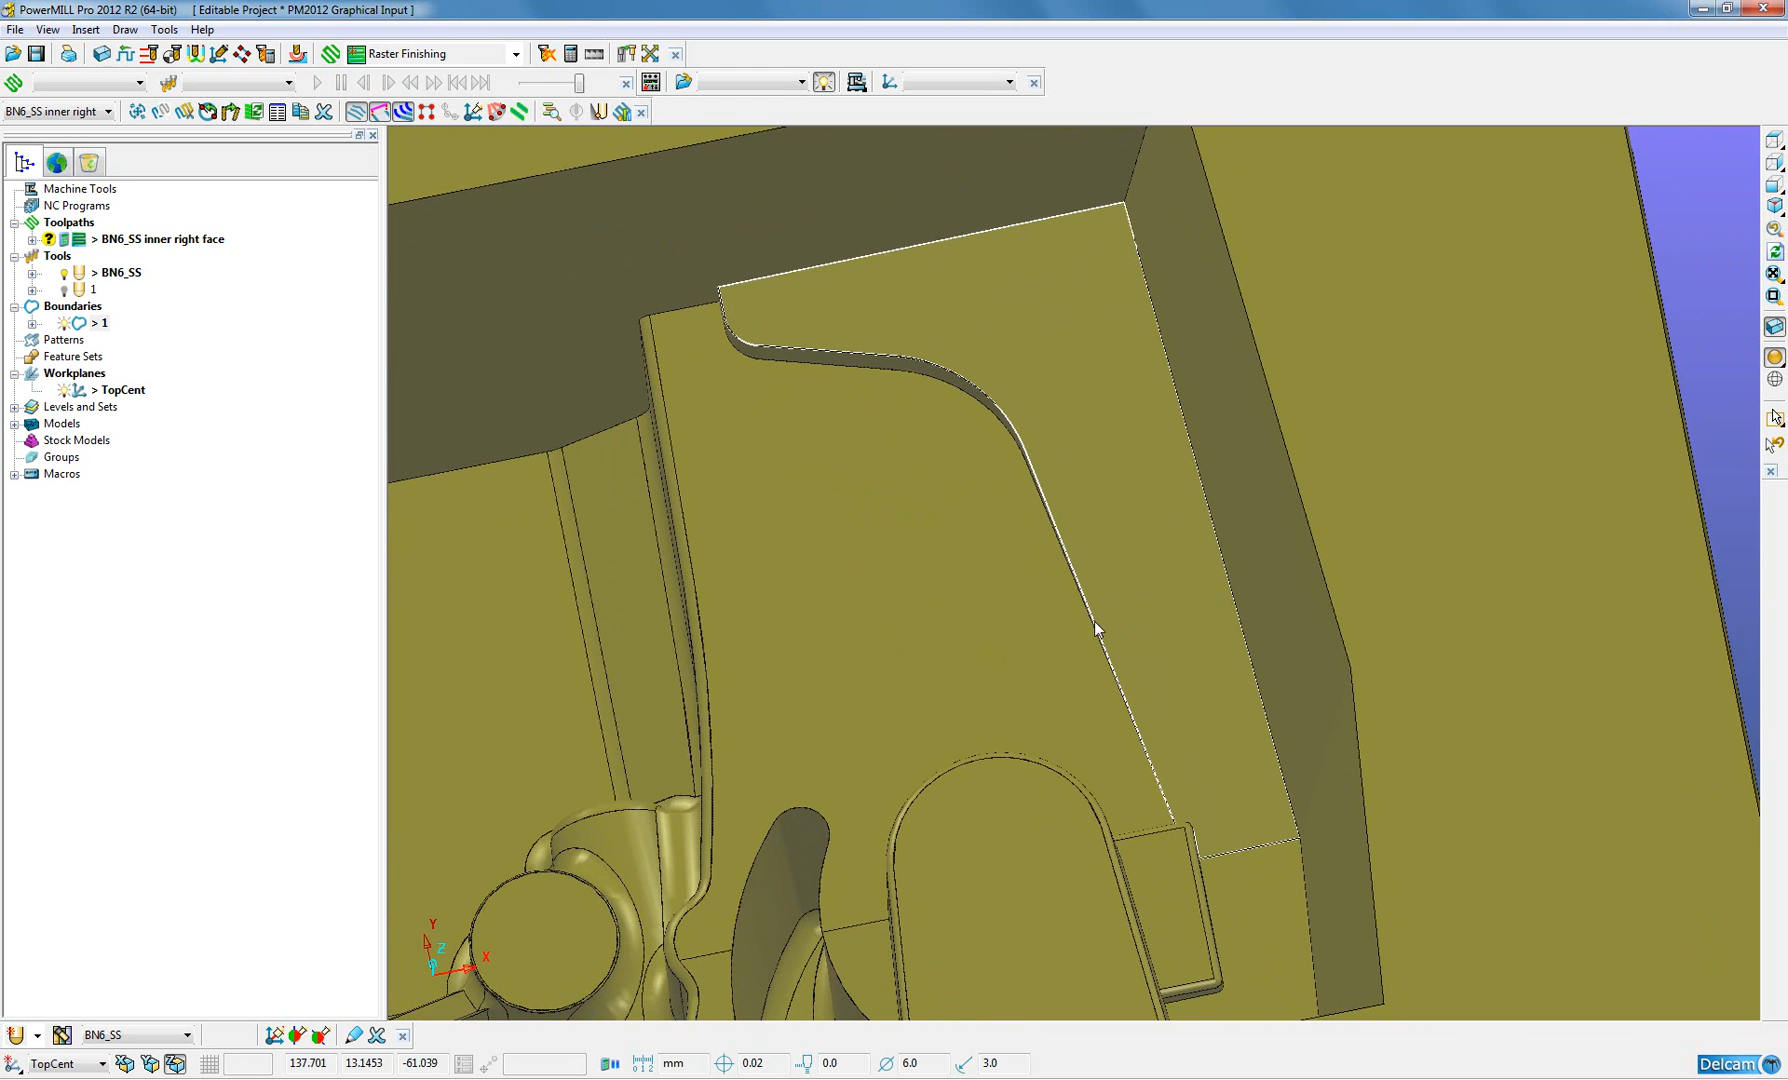 PowerMILL Pro 2012 R2 (64-bit) [ Editable Project * PM2012 Graphical Input ]
File View Insert Draw Tools Help
Raster Finishing
BN6_SS inner right
Machine Tools
NC Programs
Toolpaths
> BN6_SS inner right face
Tools
> BN6_SS
1
Boundaries
> 1
Patterns
Feature Sets
Workplanes
> TopCent
Levels and Sets
Models
Stock Models
Groups
Macros
Y
Z
X
BN6_SS
TopCent 137.701 13.1453 -61.039 mm 0.02 0.0 6.0 3.0
Delcam